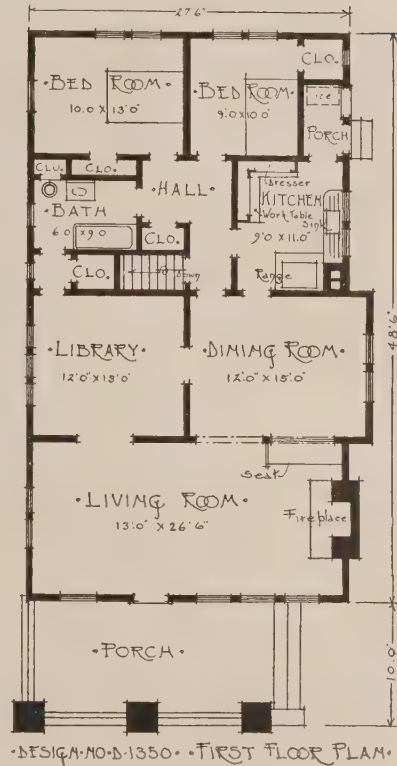 27'6"
BED ROOM
10.0 X 13'0"
BED ROOM
9'0 X 10'0"
CLO.
ICE
PORCH
CLO.
CLO.
HALL
BATH
6'0 X 9'0
CLO.
CLO.
Down
Dresser
KITCHEN
Work Table
Sink
9'0" X 11.0"
Range
48'6"
·LIBRARY·
12'0" X 13'0"
·DINING ROOM·
12'0" X 15'0"
Seat
·LIVING ROOM·
13'0" X 26'6"
Fireplace
·PORCH·
10'.0"
·DESIGN·NO·D·1350· ·FIRST FLOOR PLAN·